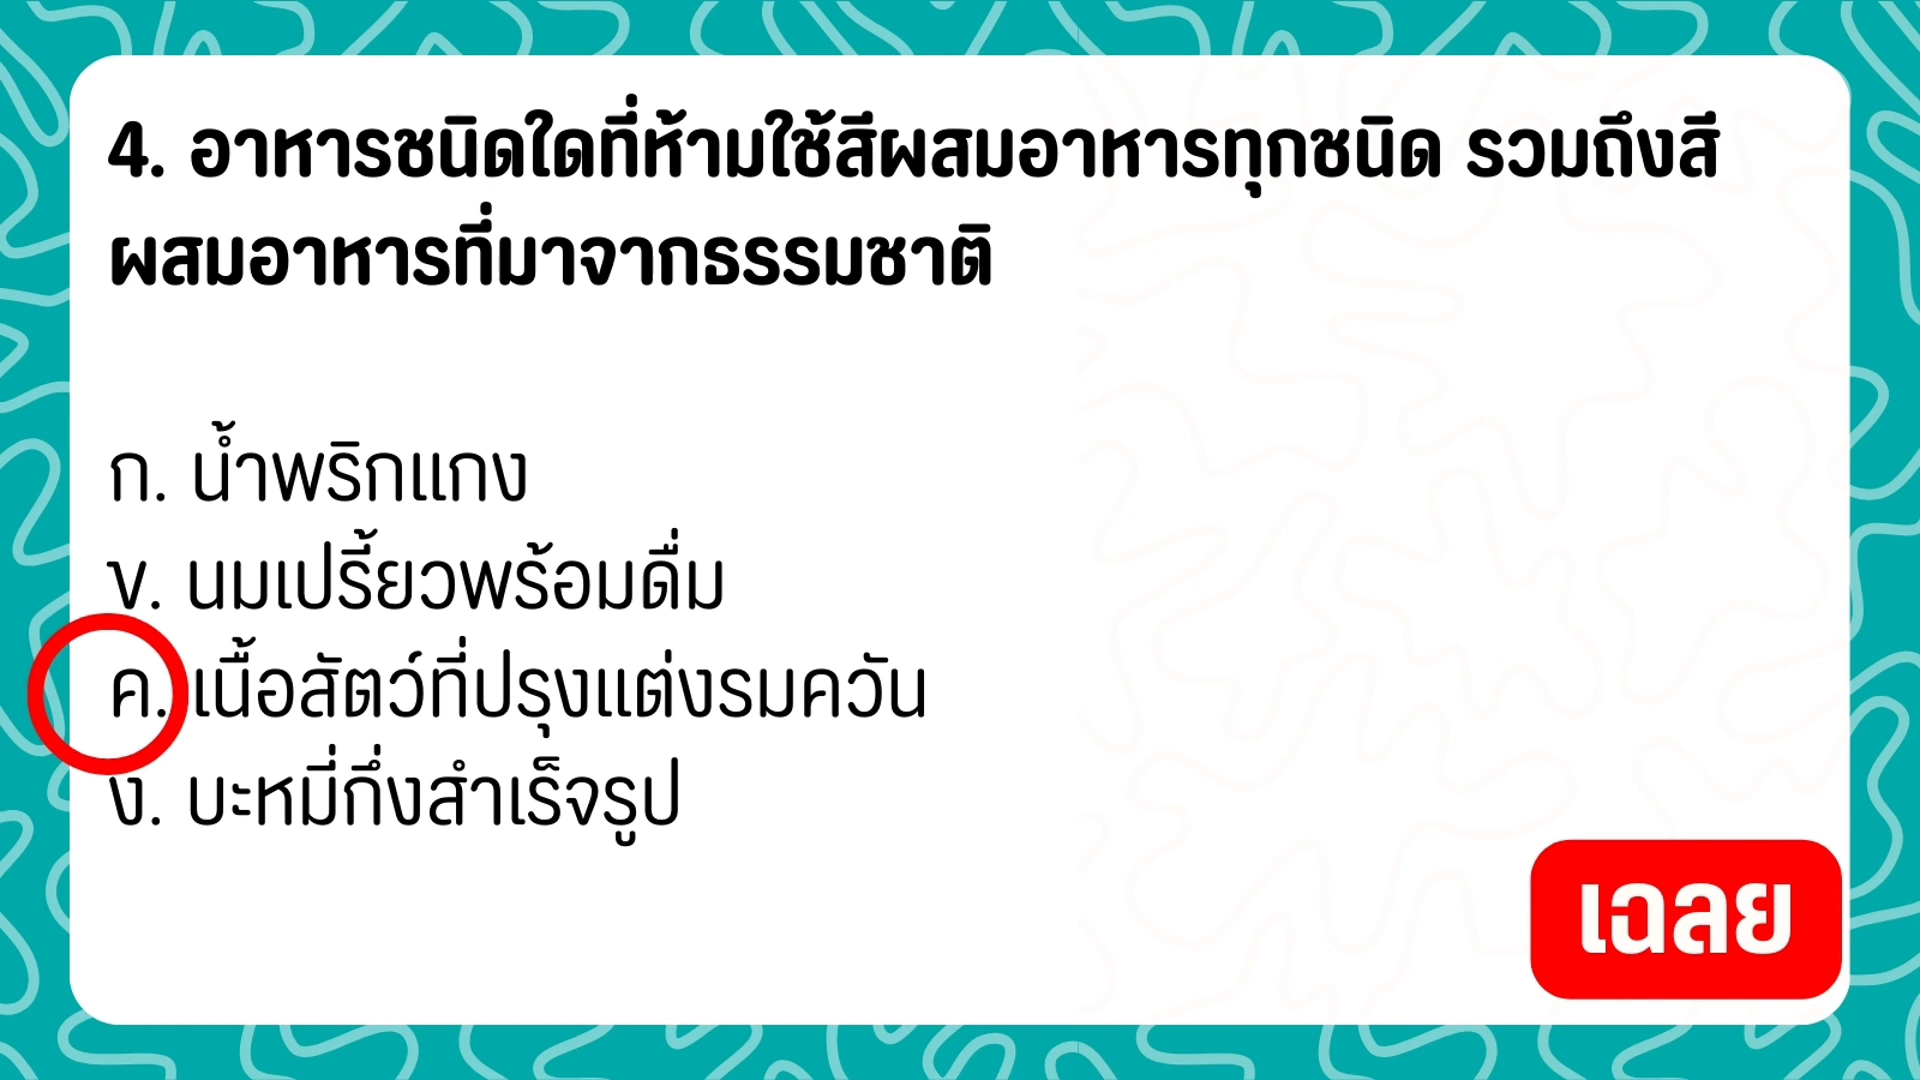 4. อาหารชนิดใดที่ห้ามใช้สีผสมอาหารทุกชนิด รวมถึงสี
ผสมอาหารที่มาจากธรรมชาติ
ก. น้ำพริกแกง
ข. นมเปรี้ยวพร้อมดื่ม
ค. เนื้อสัตว์ที่ปรุงแต่งรมควัน
ง. บะหมี่กึ่งสำเร็จรูป
เฉลย